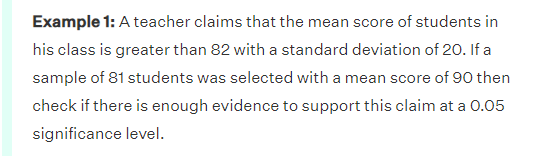 Example 1: A teacher claims that the mean score of students in
his class is greater than 82 with a standard deviation of 20. If a
sample of 81 students was selected with a mean score of 90 then
check if there is enough evidence to support this claim at a 0.05
significance level.